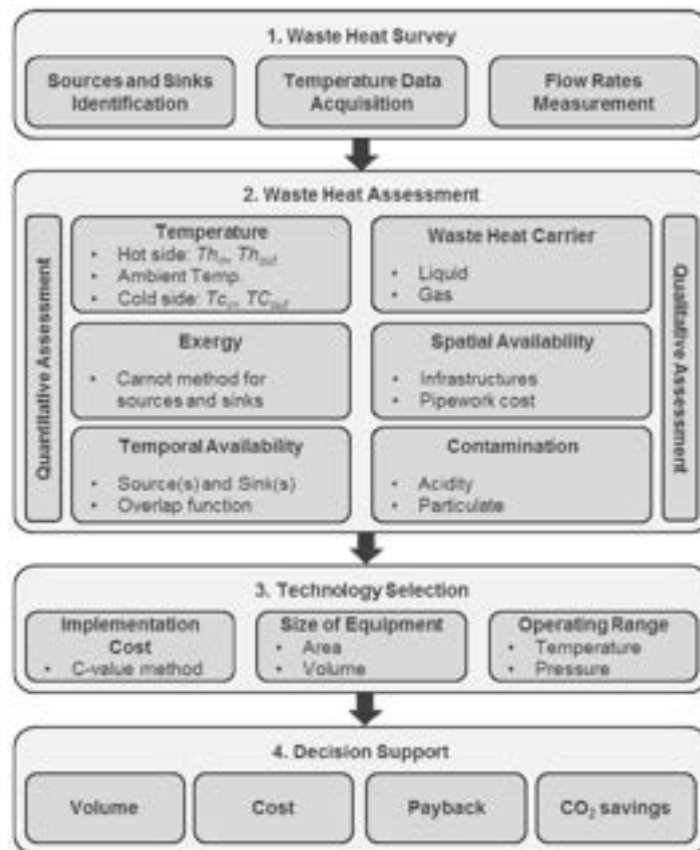 1. Waste Heat Survey
Sources and Sinks
Identification
Temperature Data
Acquisition
Flow Rates
Measurement
2. Waste Heat Assessment
Quantitative Assessment
Temperature
• Hot side: Th_in, Th_out
• Ambient Temp.
• Cold side: Tc_in, TC_out
Waste Heat Carrier
• Liquid
• Gas
Exergy
• Carnot method for
sources and sinks
Spatial Availability
• Infrastructures
• Pipework cost
Temporal Availability
• Source(s) and Sink(s)
• Overlap function
Contamination
• Acidity
• Particulate
Qualitative Assessment
3. Technology Selection
Implementation
Cost
• C-value method
Size of Equipment
• Area
• Volume
Operating Range
• Temperature
• Pressure
4. Decision Support
Volume
Cost
Payback
CO₂ savings